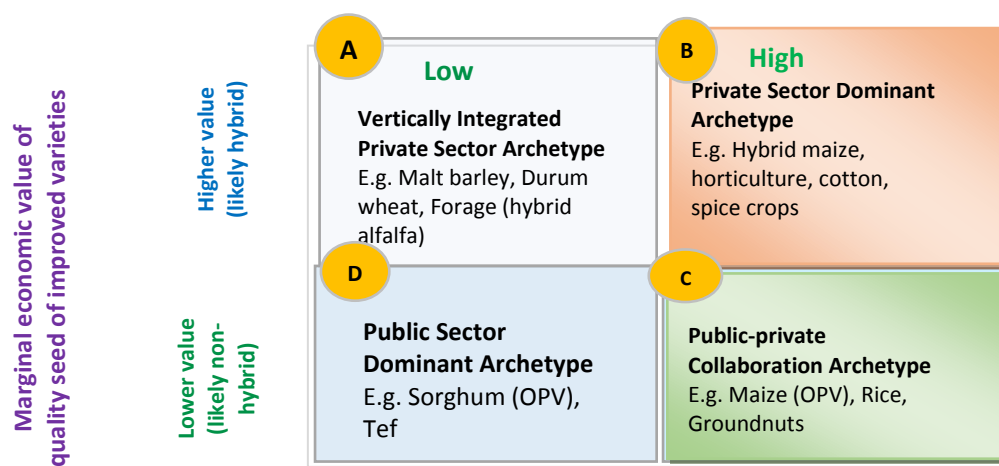 Marginal economic value of
quality seed of improved varieties
Higher value
(likely hybrid)
Lower value
(likely non-
hybrid)
A
Low
Vertically Integrated
Private Sector Archetype
E.g. Malt barley, Durum
wheat, Forage (hybrid
alfalfa)
B
High
Private Sector Dominant
Archetype
E.g. Hybrid maize,
horticulture, cotton,
spice crops
D
Public Sector
Dominant Archetype
E.g. Sorghum (OPV),
Tef
C
Public-private
Collaboration Archetype
E.g. Maize (OPV), Rice,
Groundnuts